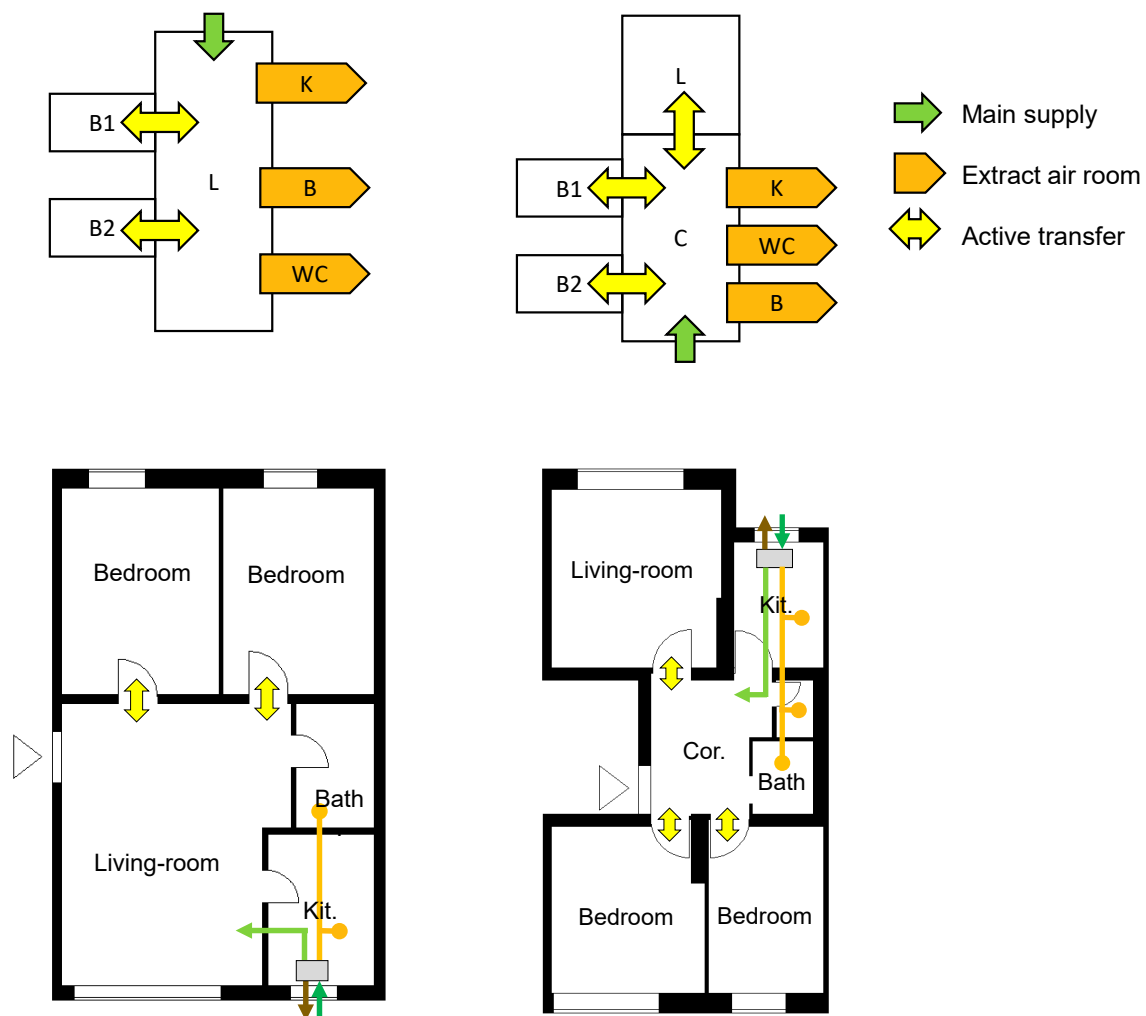 K
B1
L
B
B2
WC
L
B1
K
C
WC
B2
B
Main supply
Extract air room
Active transfer
Bedroom
Bedroom
Bath
Living-room
Kit.
Living-room
Kit.
Cor.
Bath
Bedroom
Bedroom